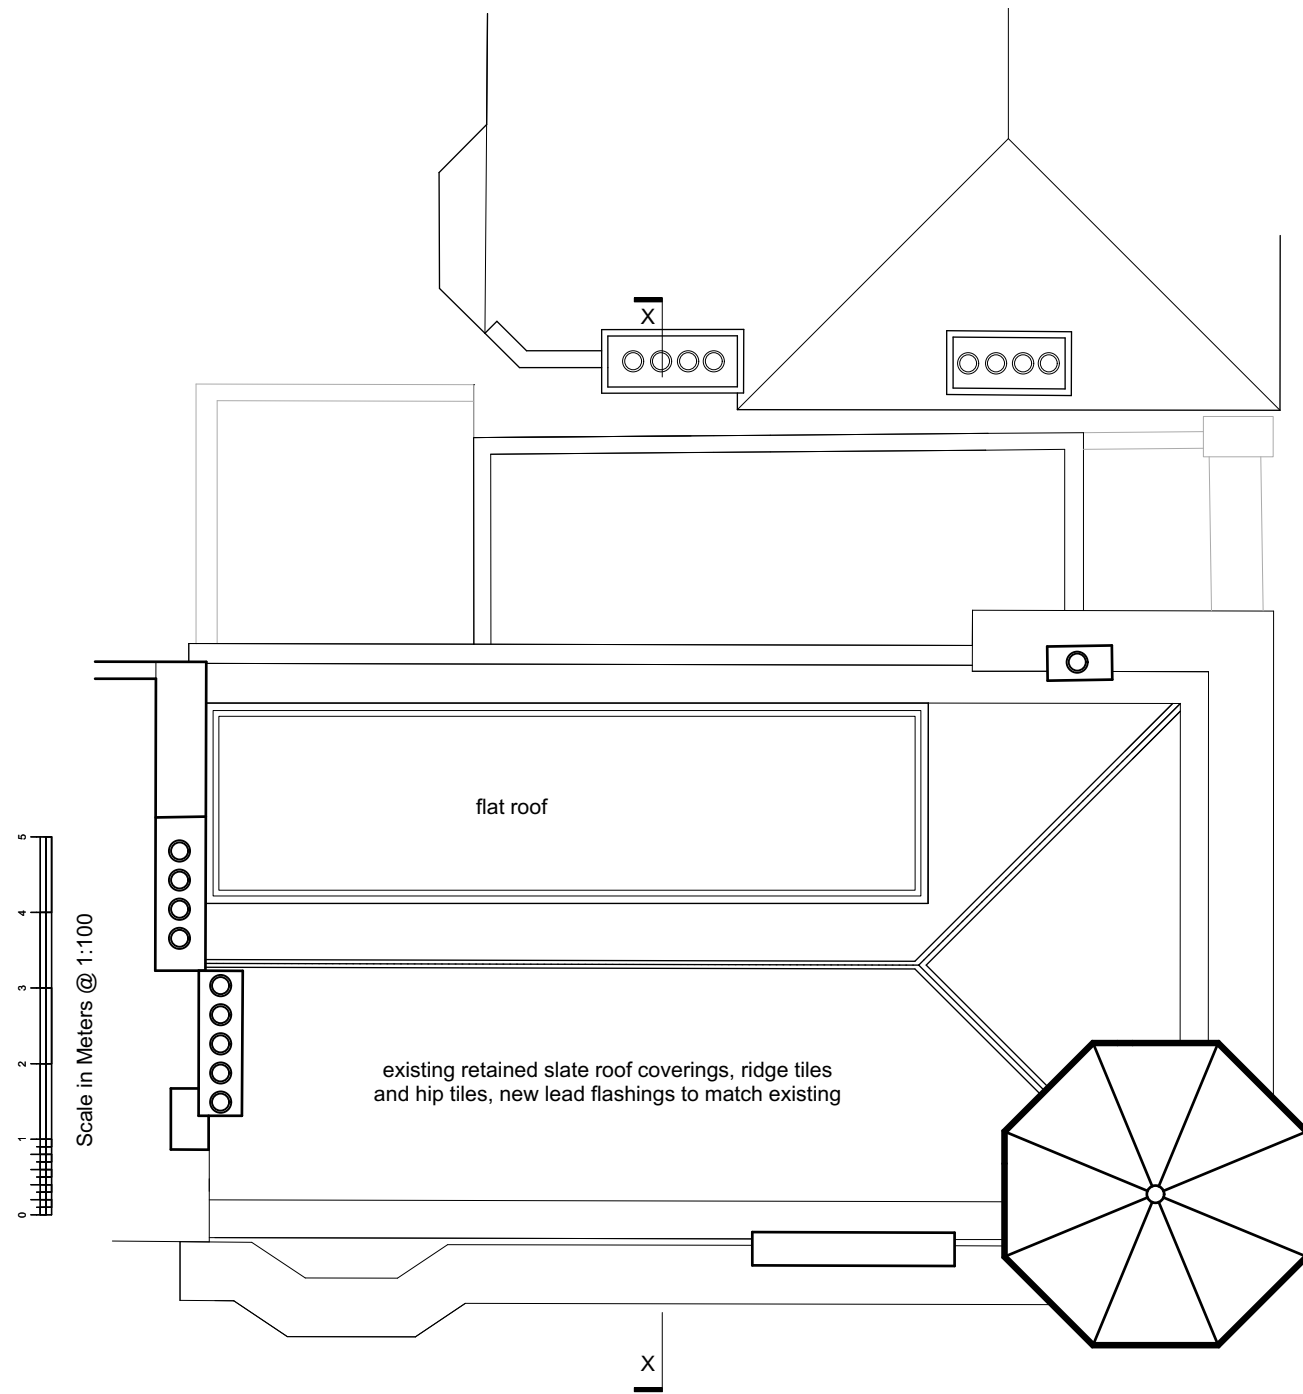 X
flat roof
5
4
3
2
1
0
Scale in Meters @ 1:100
existing retained slate roof coverings, ridge tiles
and hip tiles, new lead flashings to match existing
X